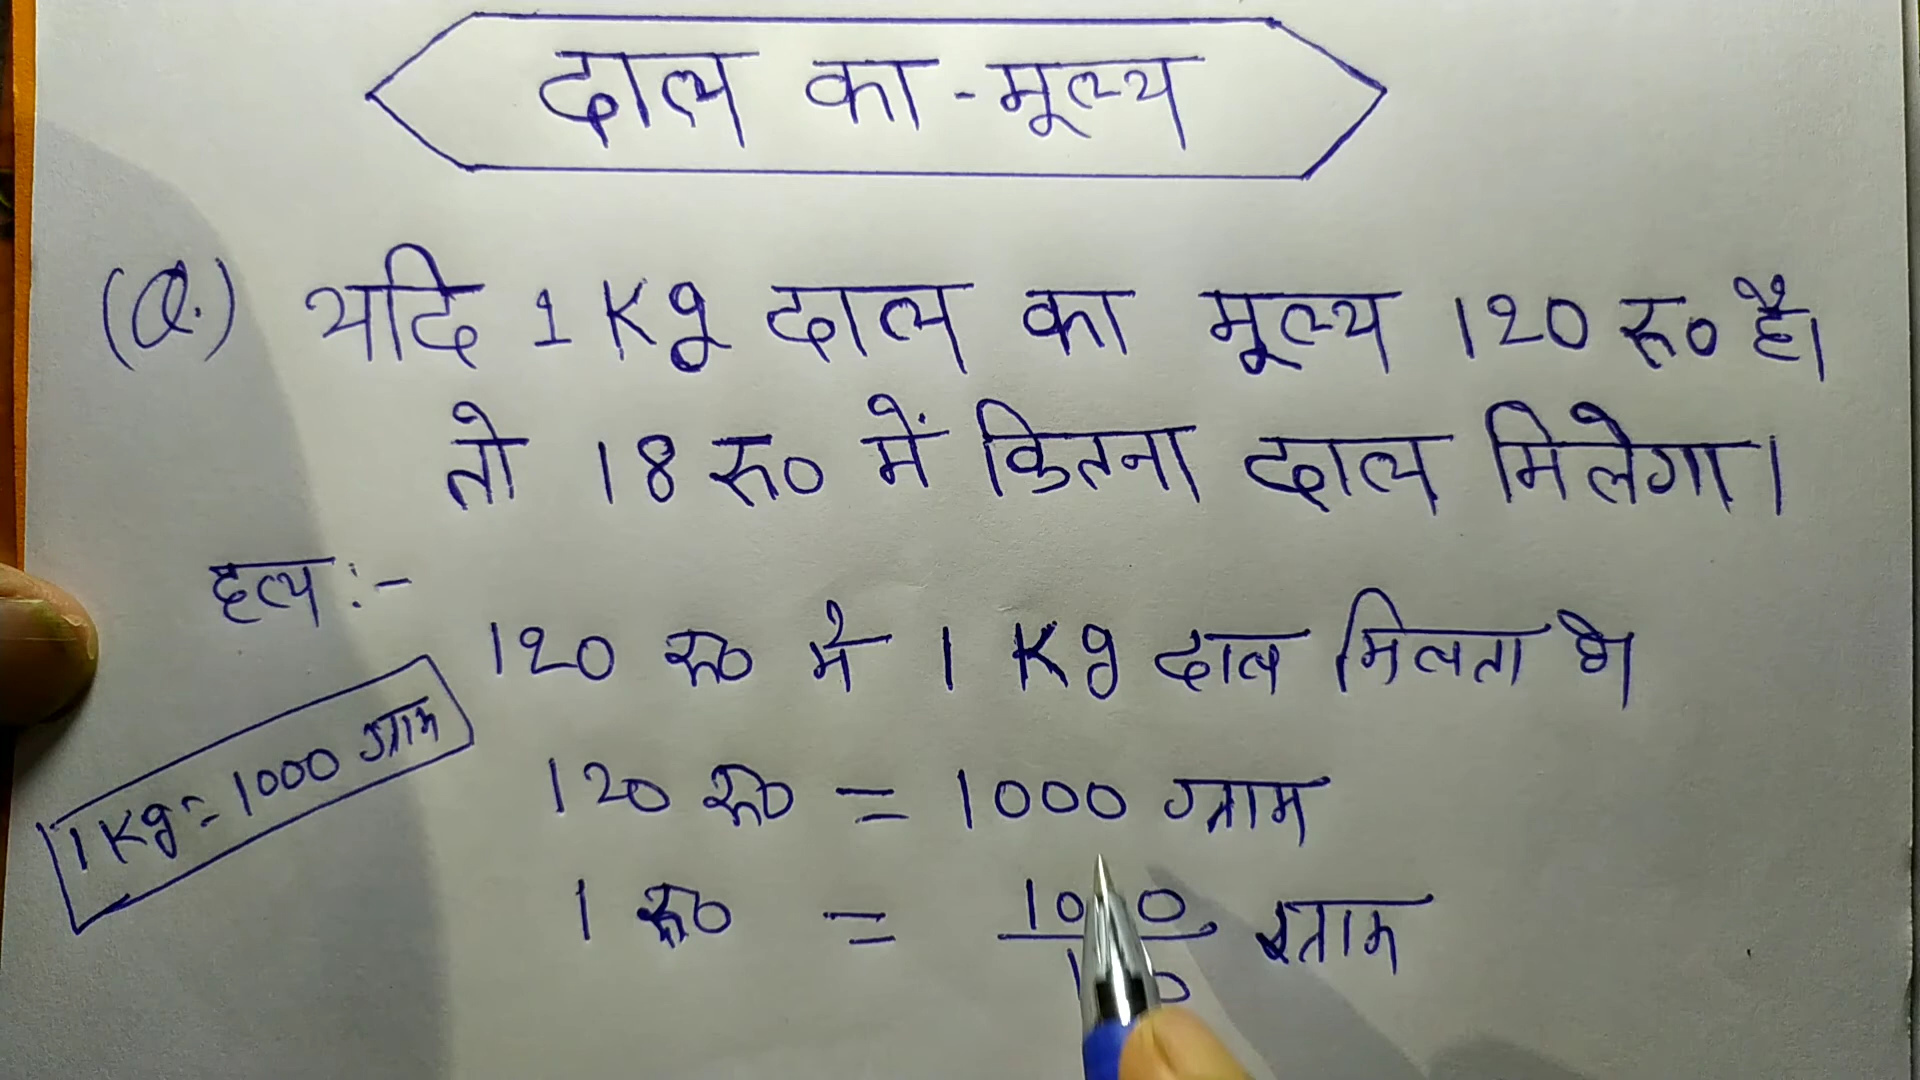 दाल का - मूल्य
(Q.) यदि 1 Kg दाल का मूल्य 120 रू० है।
तो 18 रू० में कितना दाल मिलेगा।
हल :-
120 रू० मे 1 Kg दाल मिलता है।
1 Kg = 1000 ग्राम
120 रू० = 1000 ग्राम
1 रू० = 1000 ग्राम